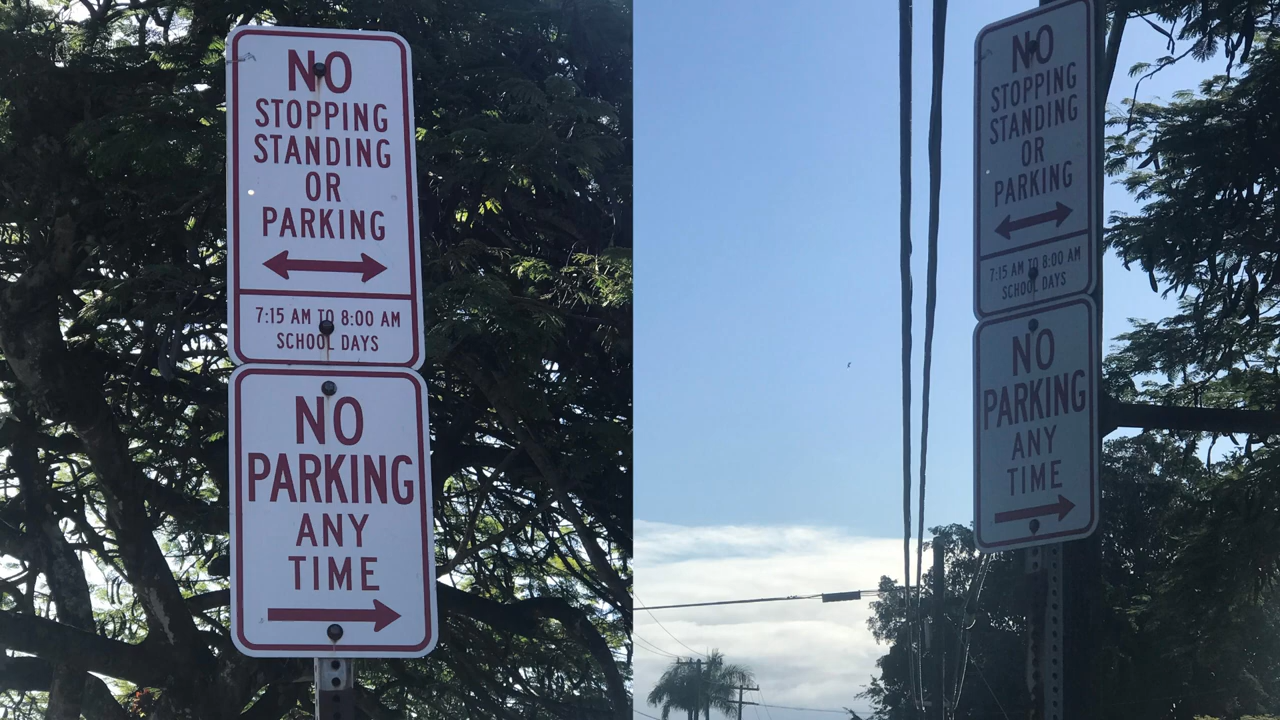 NO
STOPPING
STANDING
OR
PARKING
7:15 AM TO 8:00 AM
SCHOOL DAYS
NO
PARKING
ANY
TIME
NO
STOPPING
STANDING
OR
PARKING
7:15 AM TO 8:00 AM
SCHOOL DAYS
NO
PARKING
ANY
TIME